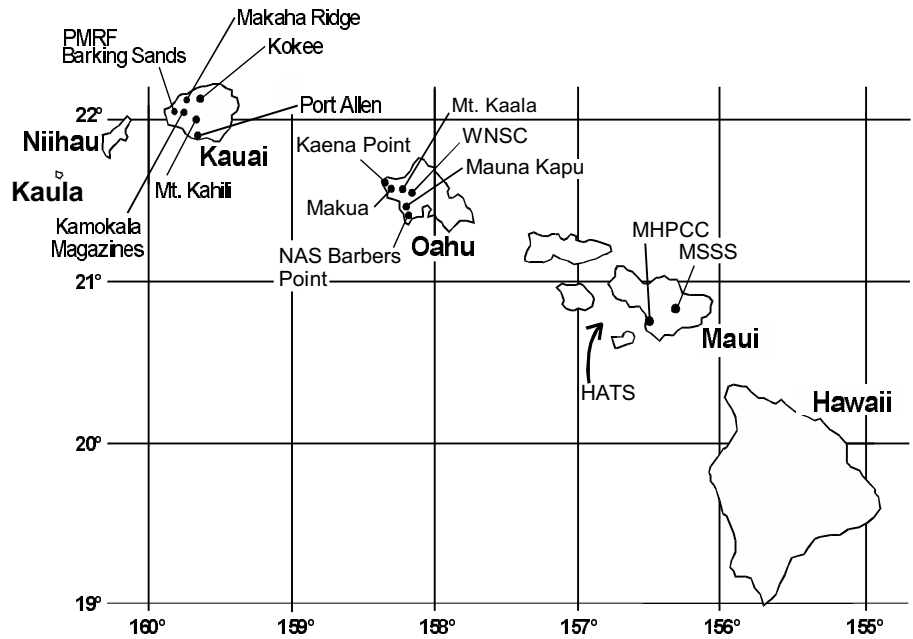 Makaha Ridge
PMRF
Barking Sands
Kokee
Port Allen
22°
Niihau
Kauai
Kaula
Mt. Kahili
Kamokala
Magazines
Mt. Kaala
WNSC
Kaena Point
Mauna Kapu
Makua
NAS Barbers
Point
Oahu
21°
MHPCC
MSSS
Maui
HATS
Hawaii
20°
19°
160°
159°
158°
157°
156°
155°